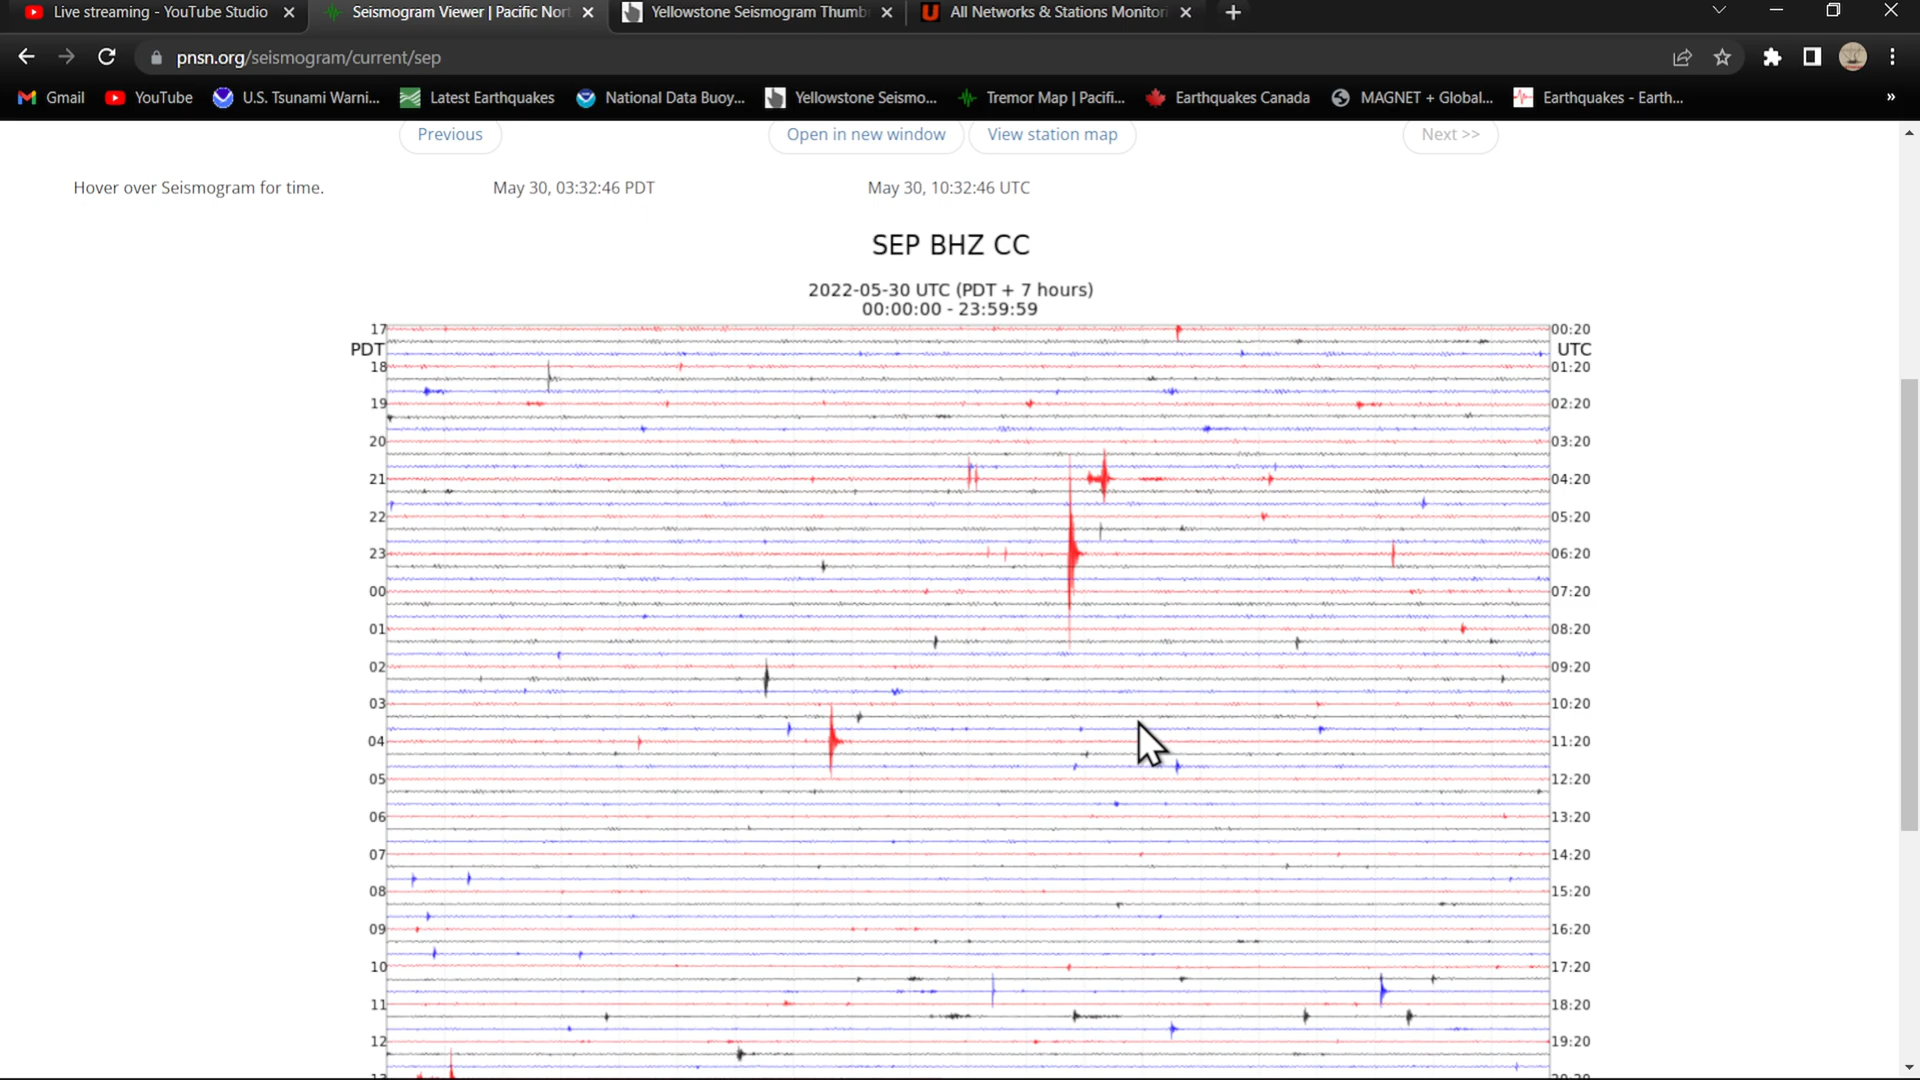 Live streaming - YouTube Studio
Seismogram Viewer | Pacific Nor
Yellowstone Seismogram Thumb
All Networks & Stations Monitori
pnsn.org/seismogram/current/sep
Gmail
YouTube
U.S. Tsunami Warni...
Latest Earthquakes
National Data Buoy...
Yellowstone Seismo...
Tremor Map | Pacifi...
Earthquakes Canada
MAGNET + Global...
Earthquakes - Earth...
»
Previous
Open in new window
View station map
Next >>
Hover over Seismogram for time.
May 30, 03:32:46 PDT
May 30, 10:32:46 UTC
SEP BHZ CC
2022-05-30 UTC (PDT + 7 hours)
00:00:00 - 23:59:59
17 00:20
PDT UTC
18 01:20
19 02:20
20 03:20
21 04:20
22 05:20
23 06:20
00 07:20
01 08:20
02 09:20
03 10:20
04 11:20
05 12:20
06 13:20
07 14:20
08 15:20
09 16:20
10 17:20
11 18:20
12 19:20